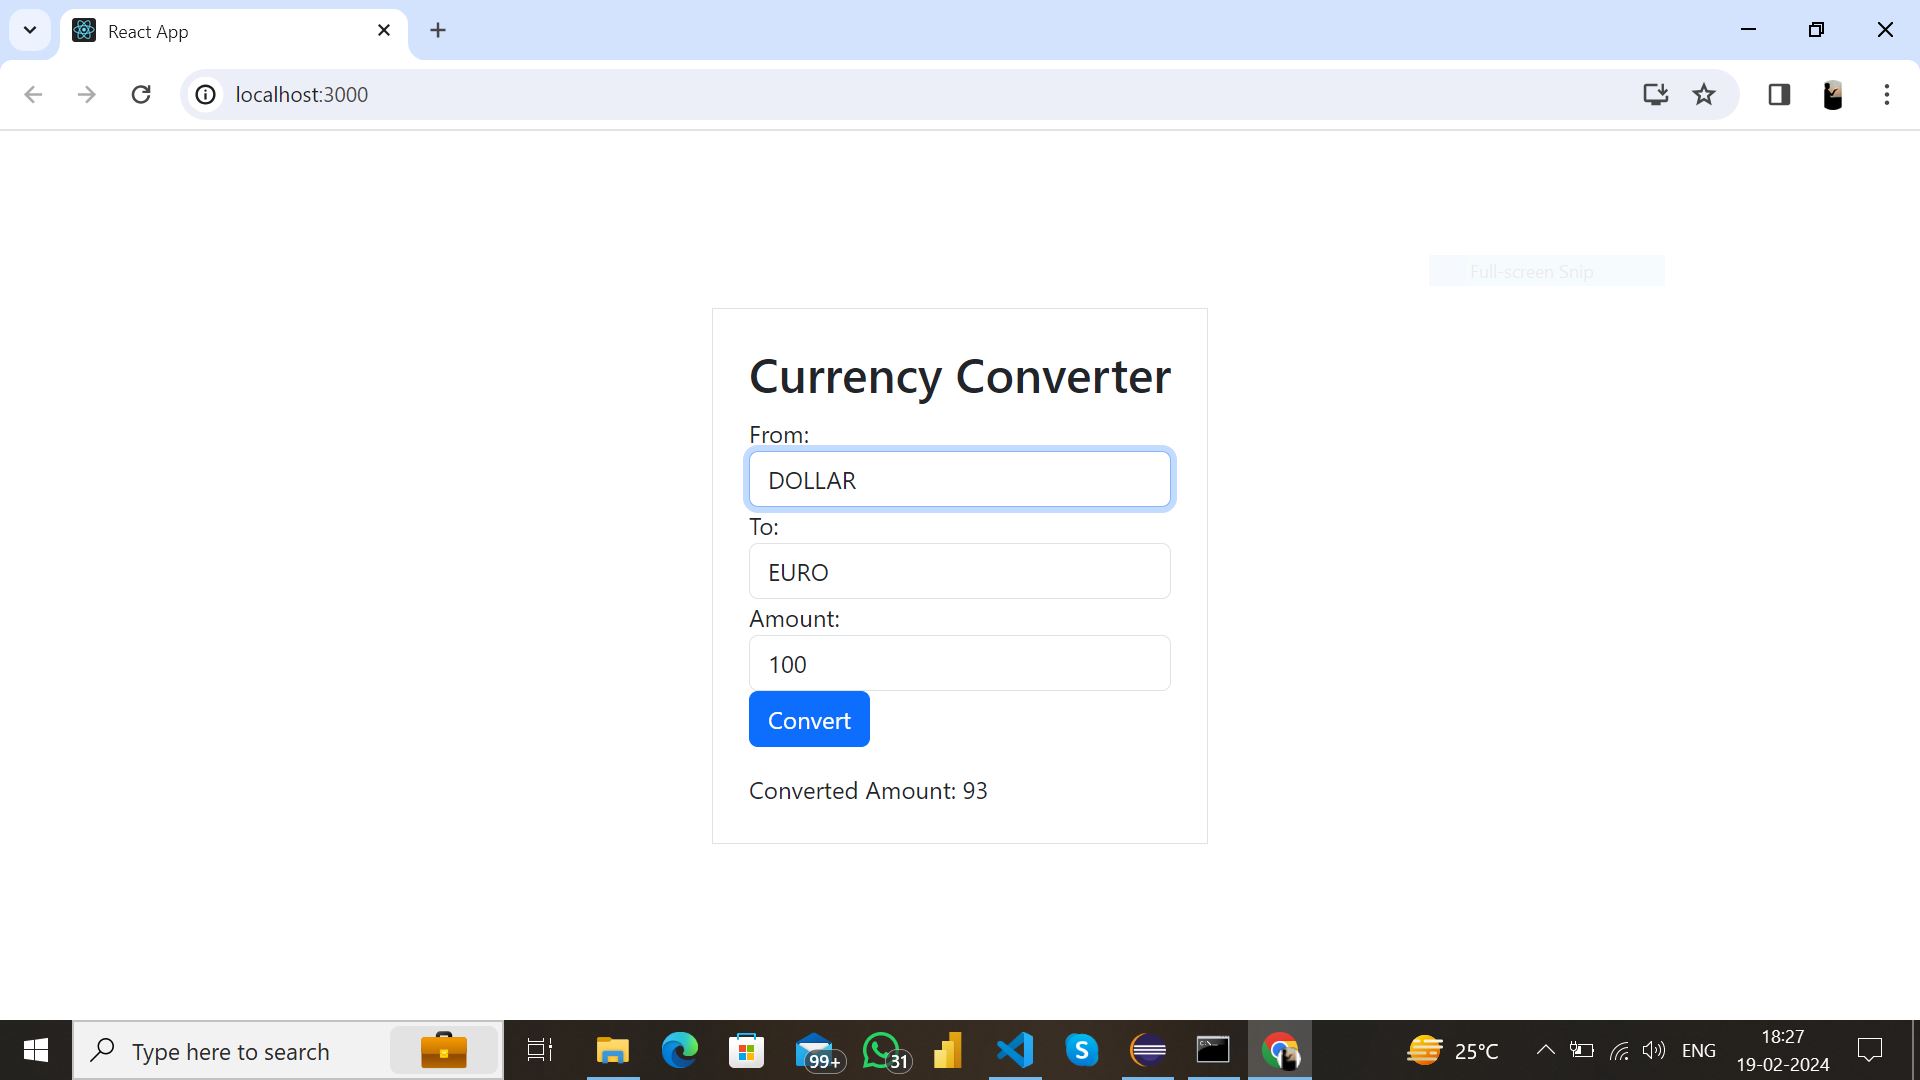 React App
localhost:3000
Full-screen Snip
Currency Converter
From:
DOLLAR
To:
EURO
Amount:
100
Convert
Converted Amount: 93
Type here to search
99+
31
25°C
ENG
18:27
19-02-2024